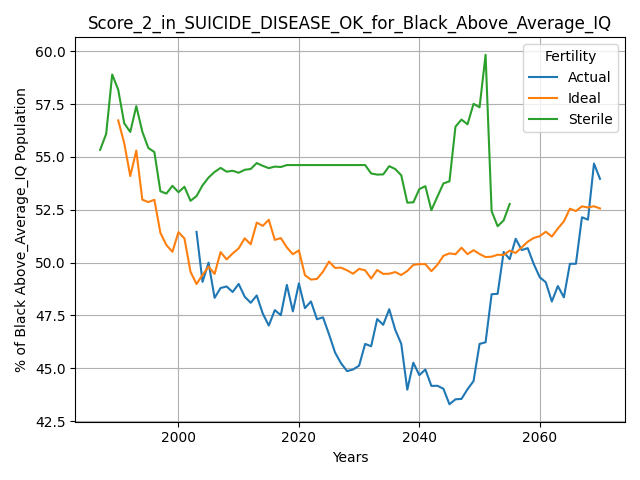 Score_2_in_SUICIDE_DISEASE_OK_for_Black_Above_Average_IQ
% of Black Above_Average_IQ Population
60.0
57.5
55.0
52.5
50.0
47.5
45.0
42.5
Fertility
Actual
Ideal
Sterile
2000
2020
2040
2060
Years